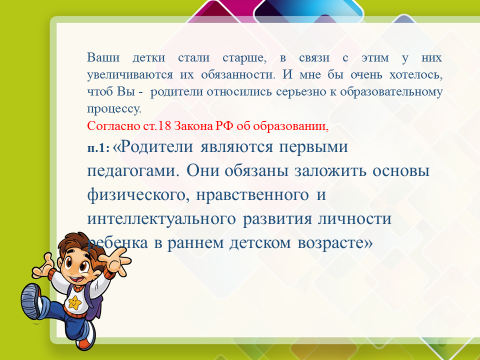 Ваши детки стали старше, в связи с этим у них
увеличиваются их обязанности. И мне бы очень хотелось,
чтоб Вы - родители относились серьезно к образовательному
процессу.
Согласно ст.18 Закона РФ об образовании,
п.1: «Родители являются первыми
педагогами. Они обязаны заложить основы
физического, нравственного и
интеллектуального развития личности
ребенка в раннем детском возрасте»